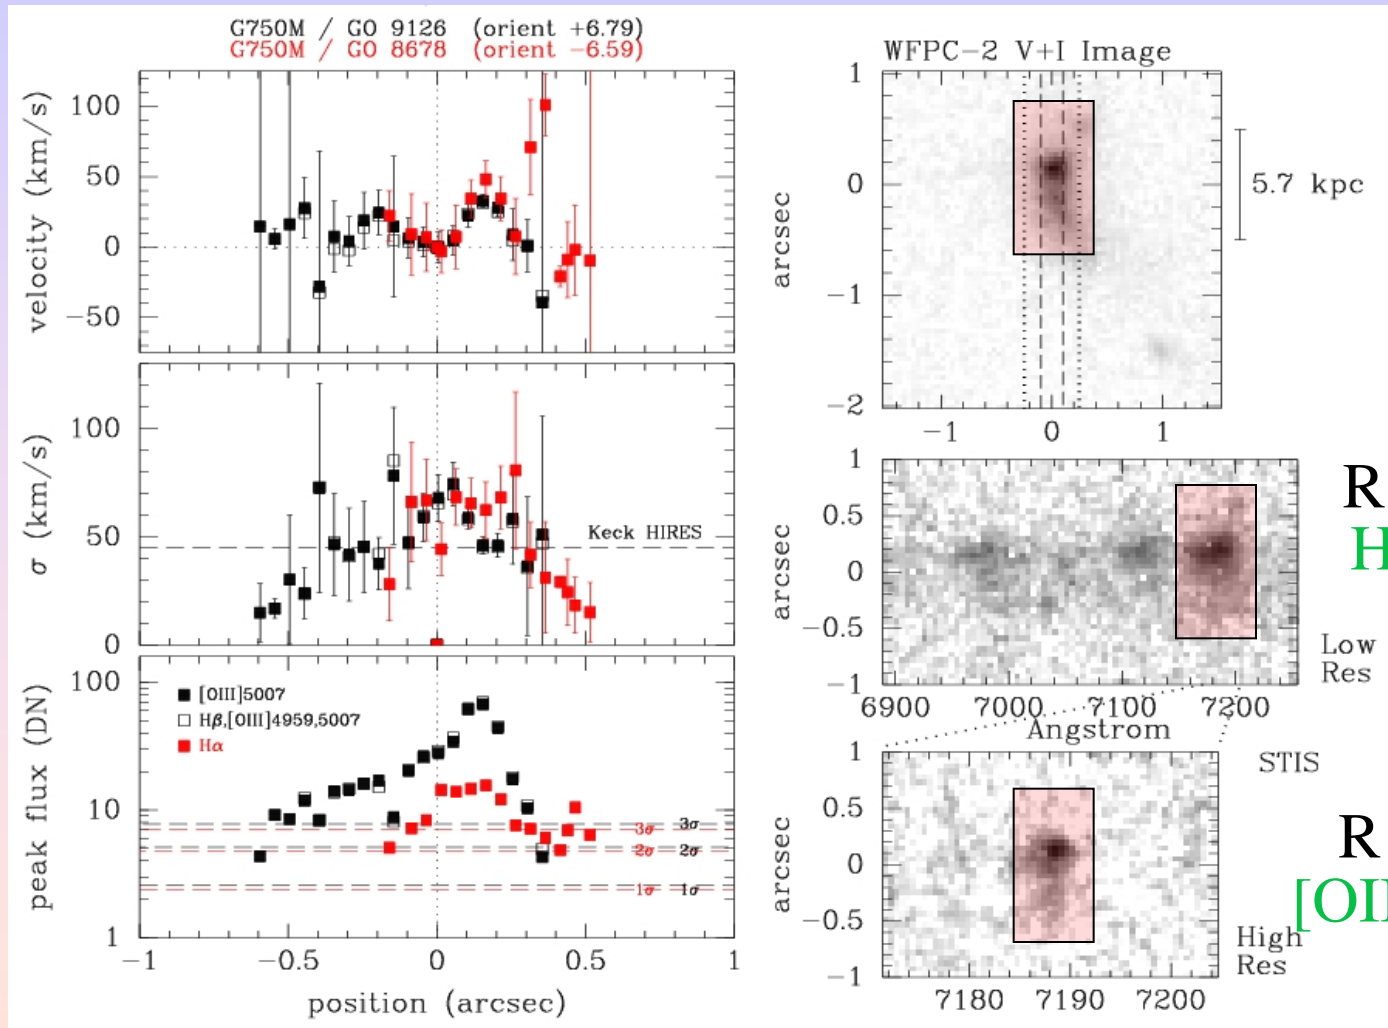 G750M / GO 9126 (orient +6.79)
G750M / GO 8678 (orient −6.59)
velocity (km/s)
100
50
0
−50
σ (km/s)
100
50
0
Keck HIRES
peak flux (DN)
100
10
1
[OIII]5007
Hβ,[OIII]4959,5007
Hα
3σ 3σ
2σ 2σ
1σ 1σ
−1 −0.5 0 0.5 1
position (arcsec)
WFPC-2 V+I Image
arcsec
1
0
−1
−2
−1 0 1
5.7 kpc
arcsec
1
0.5
0
−0.5
−1
6900 7000 7100 7200
Angstrom
Low
Res
R
H
STIS
arcsec
1
0.5
0
−0.5
−1
7180 7190 7200
High
Res
R
[OII